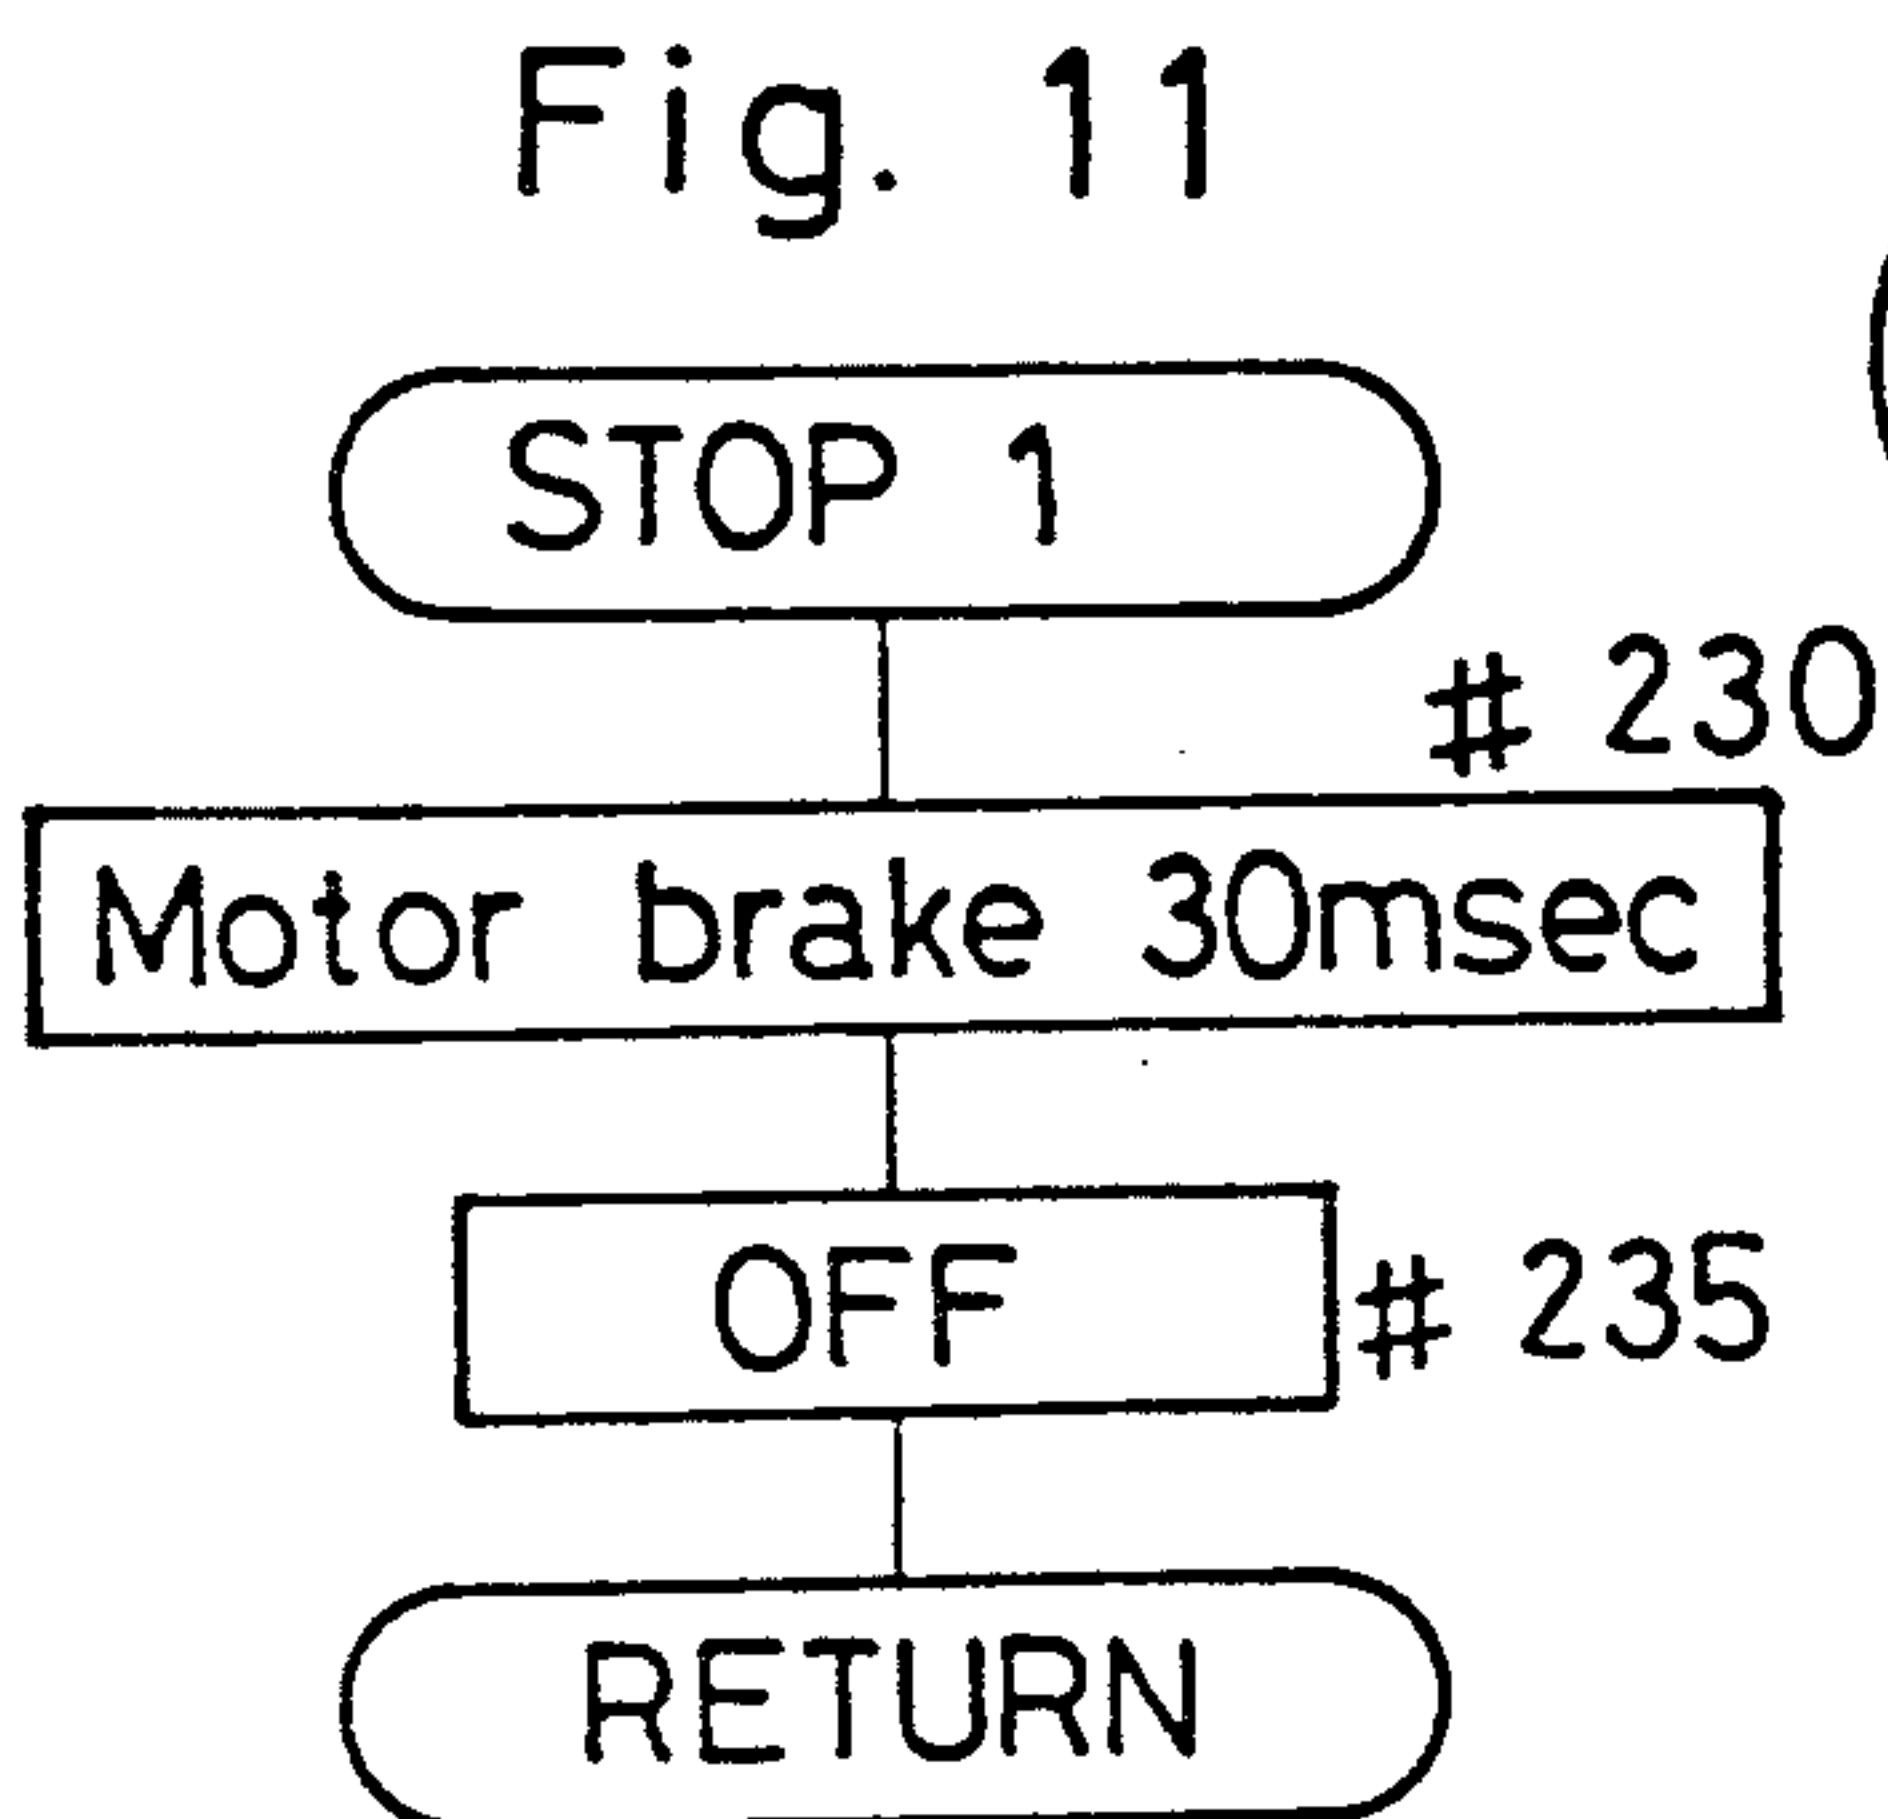 Fig. 11
STOP 1
# 230
Motor brake 30msec
OFF # 235
RETURN